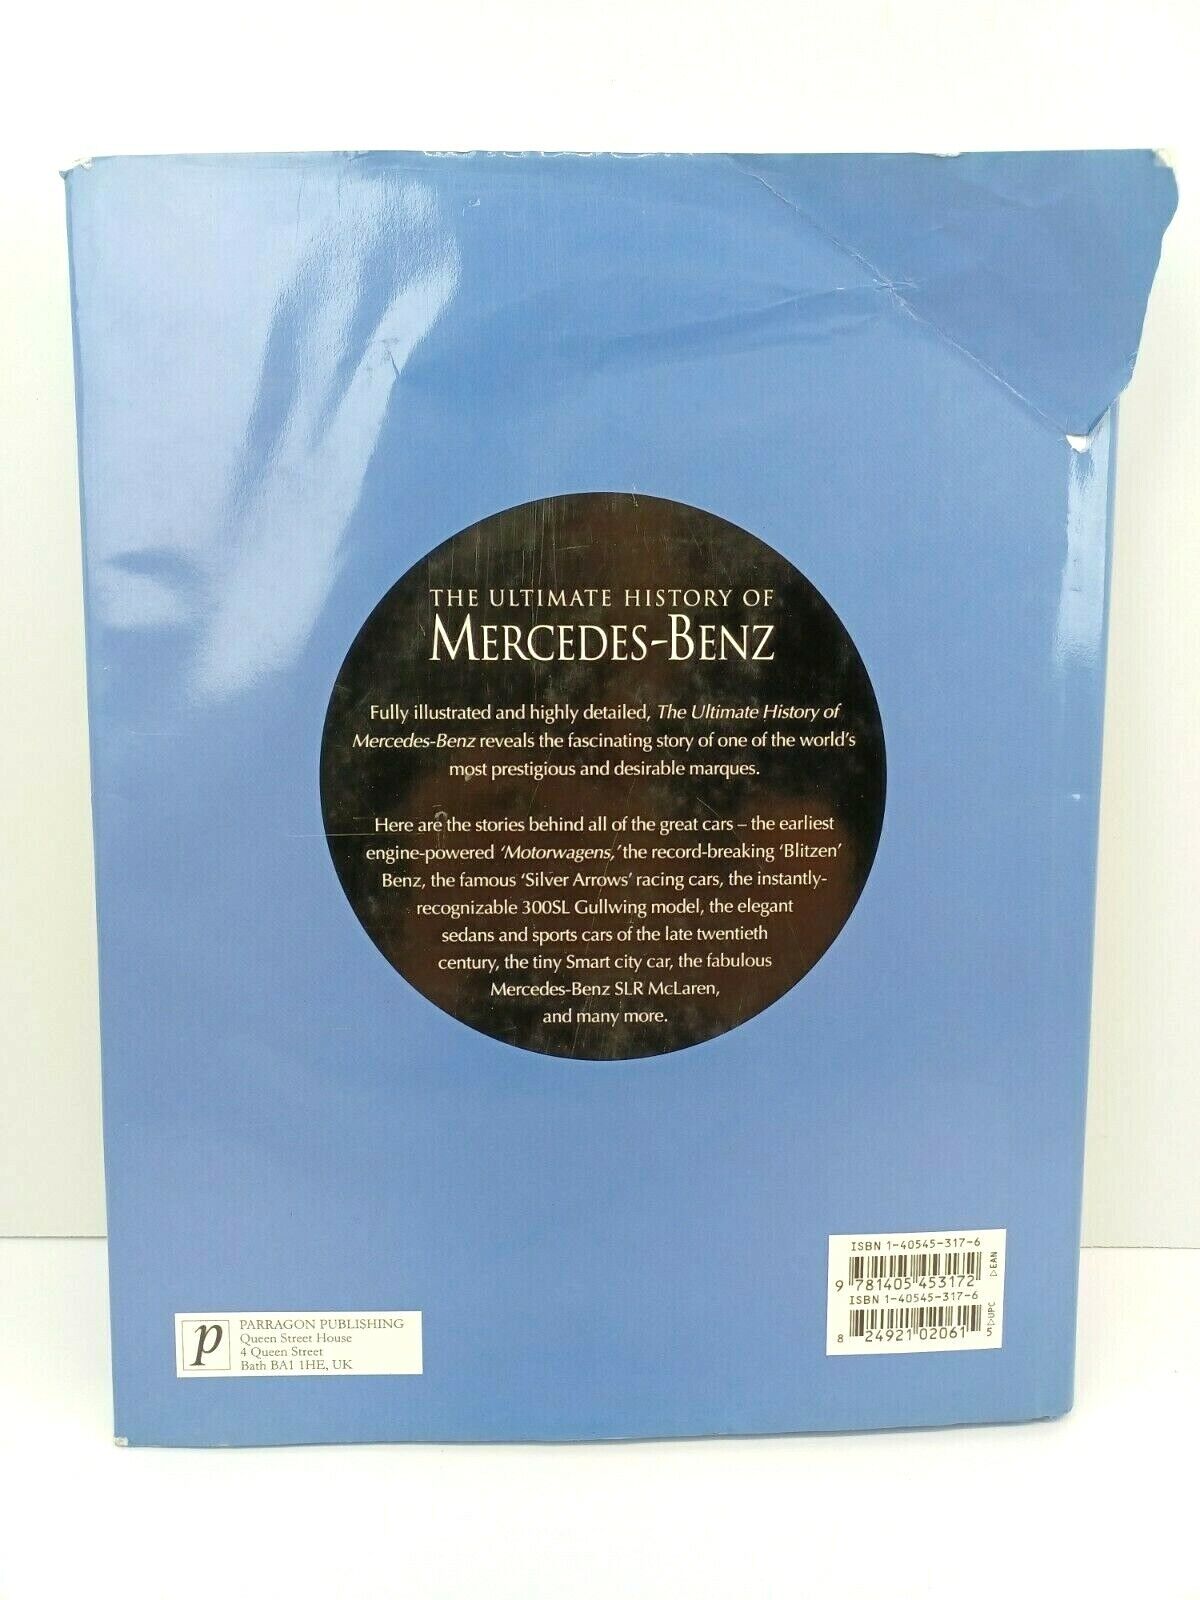 THE ULTIMATE HISTORY OF
MERCEDES-BENZ
Fully illustrated and highly detailed, The Ultimate History of
Mercedes-Benz reveals the fascinating story of one of the world's
most prestigious and desirable marques.
Here are the stories behind all of the great cars – the earliest
engine-powered 'Motorwagens,' the record-breaking 'Blitzen'
Benz, the famous 'Silver Arrows' racing cars, the instantly-
recognizable 300SL Gullwing model, the elegant
sedans and sports cars of the late twentieth
century, the tiny Smart city car, the fabulous
Mercedes-Benz SLR McLaren,
and many more.
ISBN 1-40545-317-6
9 781405 453172
▷EAN
ISBN 1-40545-317-6
8 24921 02061 5
▷UPC
p
PARRAGON PUBLISHING
Queen Street House
4 Queen Street
Bath BA1 1HE, UK